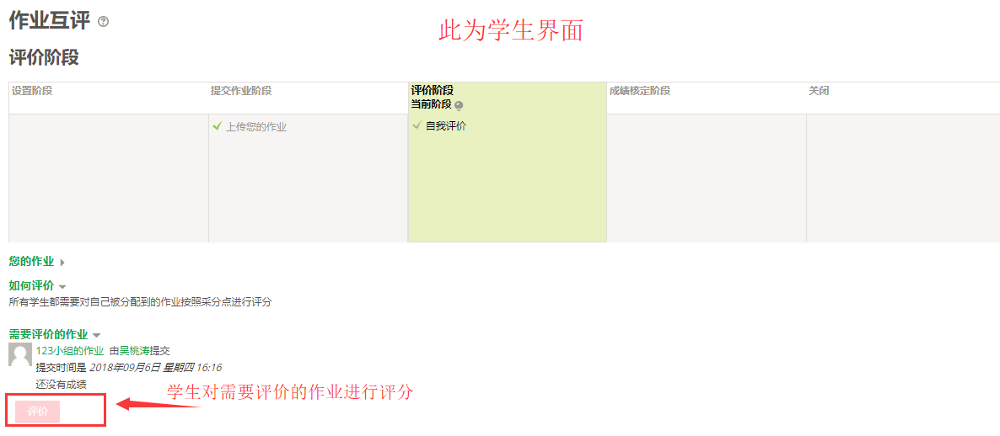 作业互评
此为学生界面
评价阶段
设置阶段
提交作业阶段
评价阶段
当前阶段
成绩核定阶段
关闭
上传您的作业
自我评价
您的作业
如何评价
所有学生都需要对自己被分配到的作业按照采分点进行评分
需要评价的作业
123小组的作业 由吴桃涛提交
提交时间是 2018年09月6日 星期四 16:16
还没有成绩
学生对需要评价的作业进行评分
评价